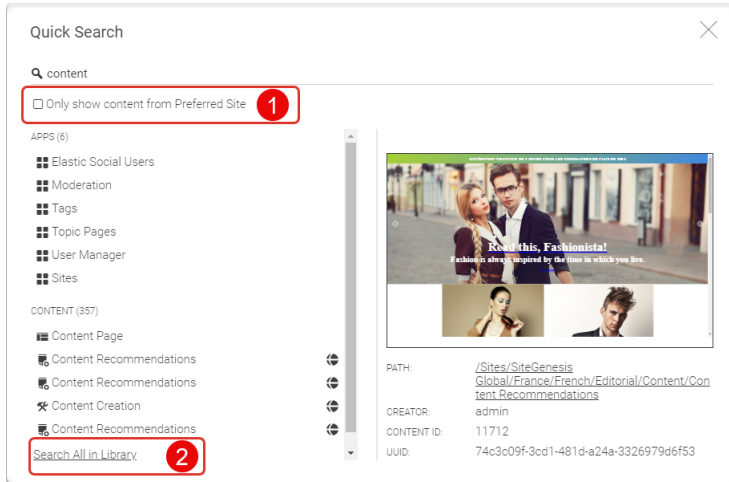 Quick Search
content
Only show content from Preferred Site
1
APPS (6)
Elastic Social Users
Moderation
Tags
Topic Pages
User Manager
Sites
CONTENT (357)
Content Page
Content Recommendations
Content Recommendations
Content Creation
Content Recommendations
Search All in Library
2
Read this, Fashionista!
Fashion is always inspired by the time in which you live.
PATH: /Sites/SiteGenesis
Global/France/French/Editorial/Content/Con
tent Recommendations
CREATOR: admin
CONTENT ID: 11712
UUID: 74c3c09f-3cd1-481d-a24a-3326979d6f53